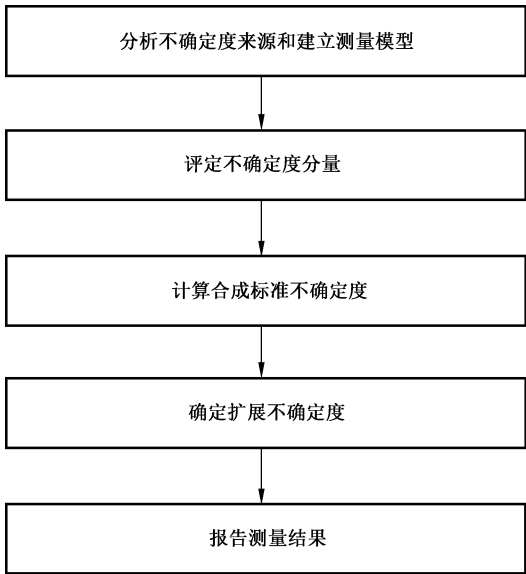 分析不确定度来源和建立测量模型
评定不确定度分量
计算合成标准不确定度
确定扩展不确定度
报告测量结果